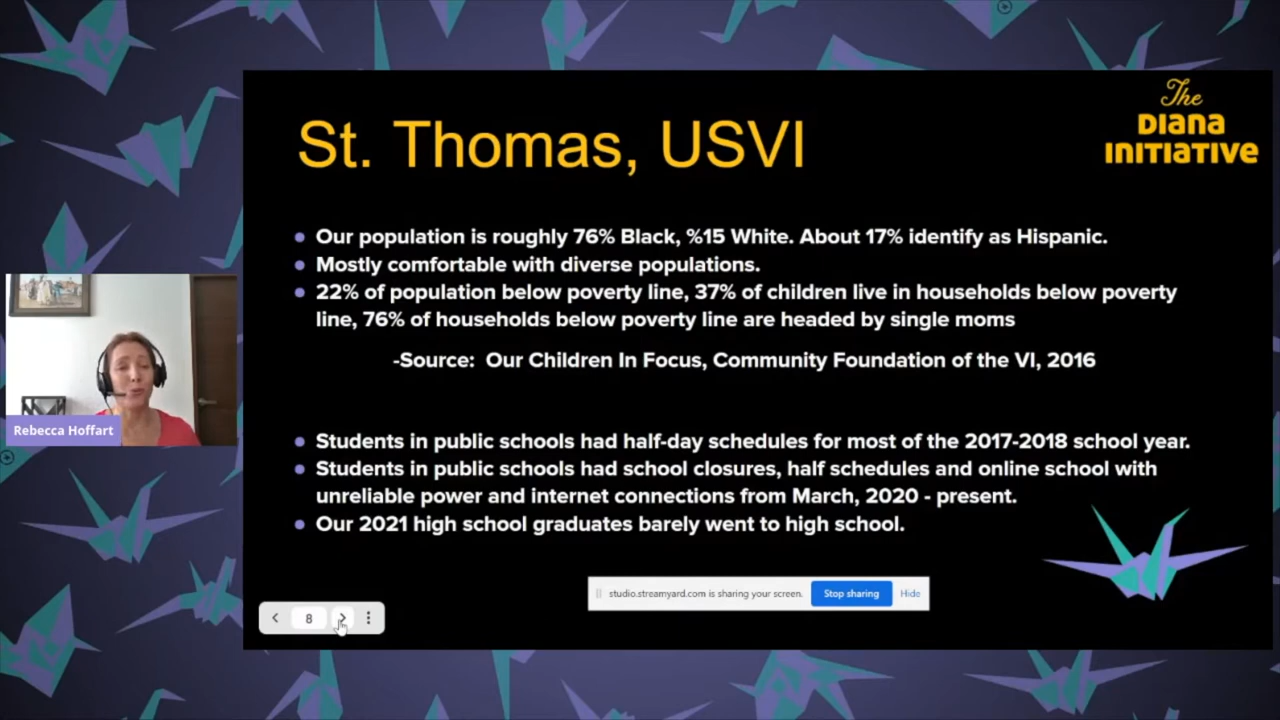 The
DIANA
INITIATIVE
St. Thomas, USVI
Our population is roughly 76% Black, %15 White. About 17% identify as Hispanic.
Mostly comfortable with diverse populations.
22% of population below poverty line, 37% of children live in households below poverty
line, 76% of households below poverty line are headed by single moms
-Source: Our Children In Focus, Community Foundation of the VI, 2016
Students in public schools had half-day schedules for most of the 2017-2018 school year.
Students in public schools had school closures, half schedules and online school with
unreliable power and internet connections from March, 2020 - present.
Our 2021 high school graduates barely went to high school.
Rebecca Hoffart
studio.streamyard.com is sharing your screen. Stop sharing Hide
8